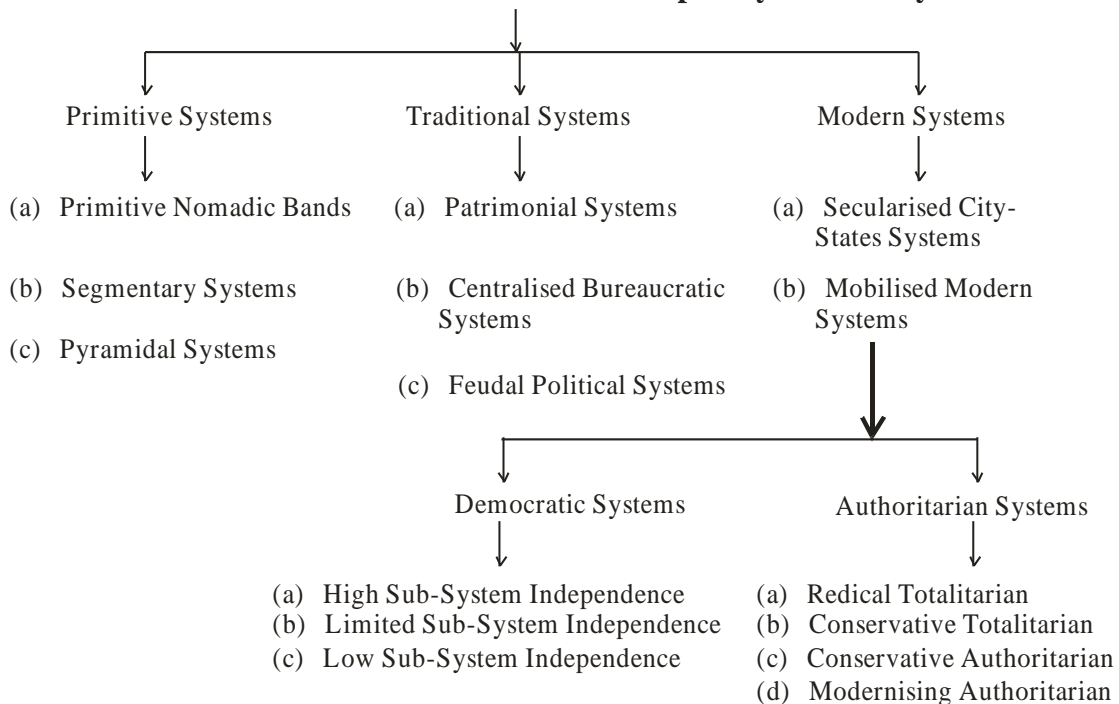 Primitive Systems
Traditional Systems
Modern Systems
(a) Primitive Nomadic Bands
(b) Segmentary Systems
(c) Pyramidal Systems
(a) Patrimonial Systems
(b) Centralised Bureaucratic
Systems
(c) Feudal Political Systems
(a) Secularised City-
States Systems
(b) Mobilised Modern
Systems
Democratic Systems
Authoritarian Systems
(a) High Sub-System Independence
(b) Limited Sub-System Independence
(c) Low Sub-System Independence
(a) Redical Totalitarian
(b) Conservative Totalitarian
(c) Conservative Authoritarian
(d) Modernising Authoritarian